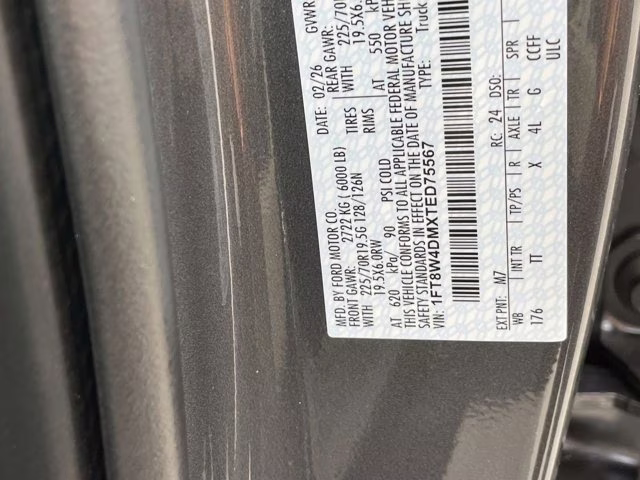 MFD. BY FORD MOTOR CO.
DATE: 02/26 GVWR
FRONT GAWR: 2722 KG ( 6000 LB) REAR GAWR:
WITH 225/70R19.5G 128/126N TIRES WITH 225/70
19.5X6.0RW RIMS 19.5X6.
AT 620 kPa/ 90 PSI COLD AT 550 kP
THIS VEHICLE CONFORMS TO ALL APPLICABLE FEDERAL MOTOR VEHIC
SAFETY STANDARDS IN EFFECT ON THE DATE OF MANUFACTURE SH
VIN: 1FT8W4DMXTED75567 TYPE: Truck
EXT PNT: M7 RC: 24 DSO:
WB INT TR TP/PS R AXLE TR SPR
176 TT X 4L G CCFF
ULC